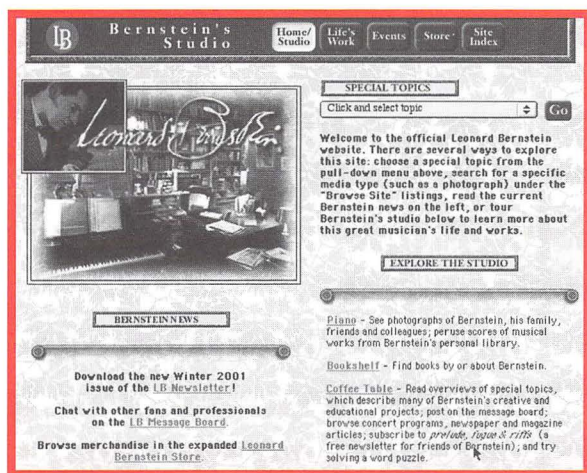 LB
Bernstein's
Studio
Home/
Studio
Life's
Work
Events
Store
Site
Index
Leonard Bernstein
SPECIAL TOPICS
Click and select topic
Go
Welcome to the official Leonard Bernstein
website. There are several ways to explore
this site: choose a special topic from the
pull-down menu above, search for a specific
media type (such as a photograph) under the
"Browse Site" listings, read the current
Bernstein news on the left, or tour
Bernstein's studio below to learn more about
this great musician's life and works.
BERNSTEIN NEWS
Download the new Winter 2001
issue of the LB Newsletter!
Chat with other fans and professionals
on the LB Message Board.
Browse merchandise in the expanded Leonard
Bernstein Store.
EXPLORE THE STUDIO
Piano - See photographs of Bernstein, his family,
friends and colleagues; peruse scores of musical
works from Bernstein's personal library.
Bookshelf - Find books by or about Bernstein.
Coffee Table - Read overviews of special topics,
which describe many of Bernstein's creative and
educational projects; post on the message board;
browse concert programs, newspaper and magazine
articles; subscribe to prelude, fugue & riffs (a
free newsletter for friends of Bernstein); and try
solving a word puzzle.